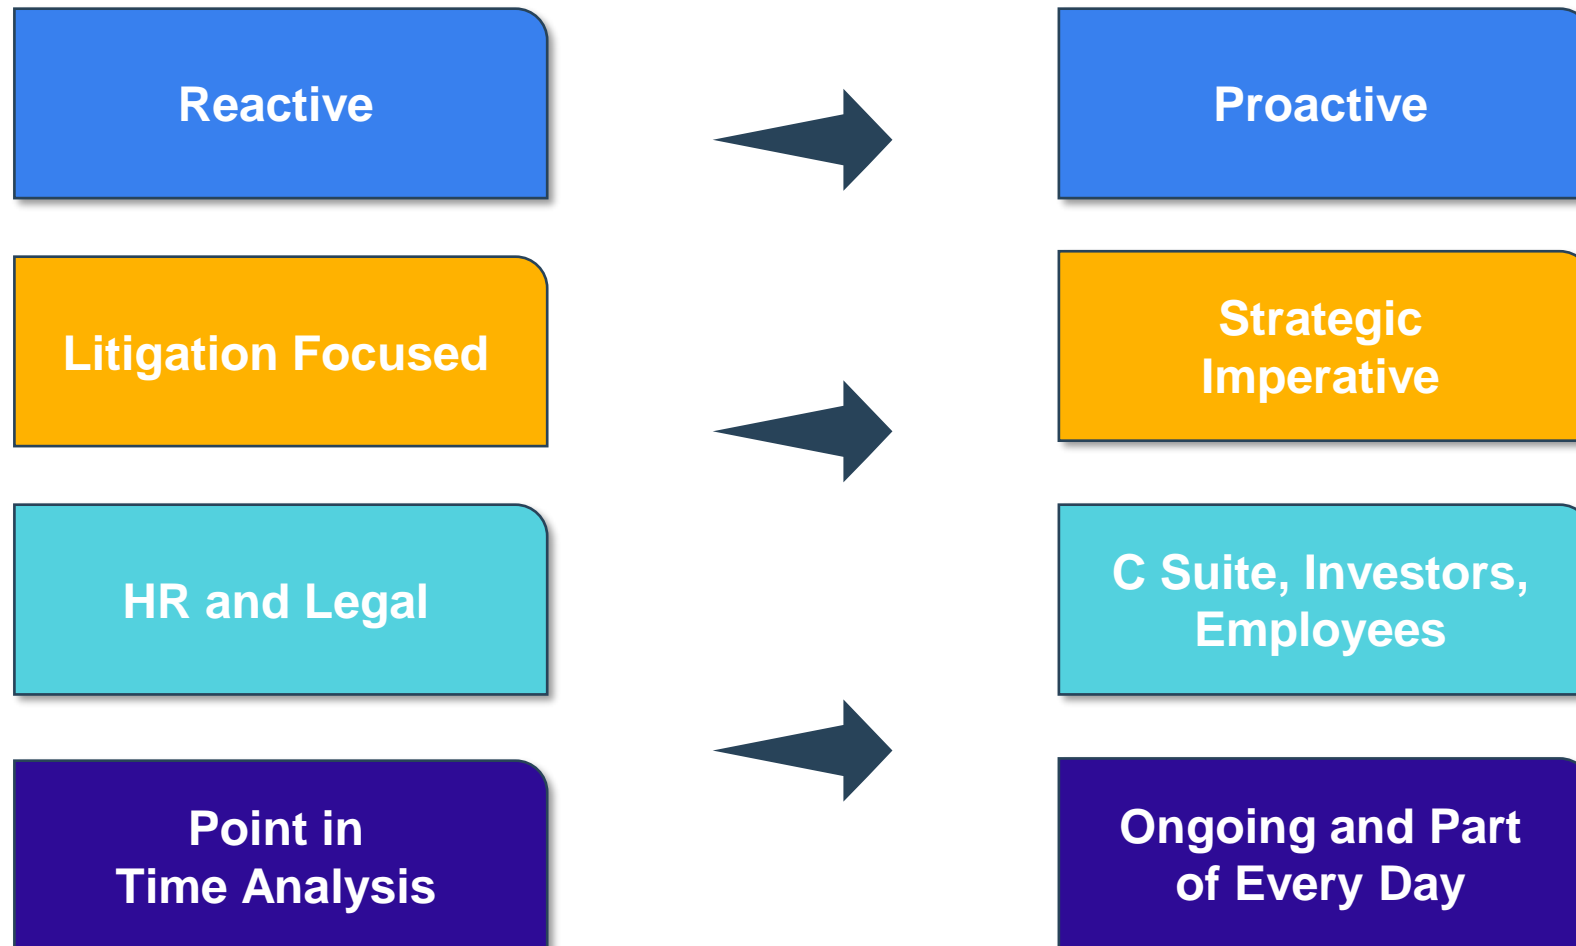 Reactive
Proactive
Litigation Focused
Strategic
Imperative
HR and Legal
C Suite, Investors,
Employees
Point in
Time Analysis
Ongoing and Part
of Every Day